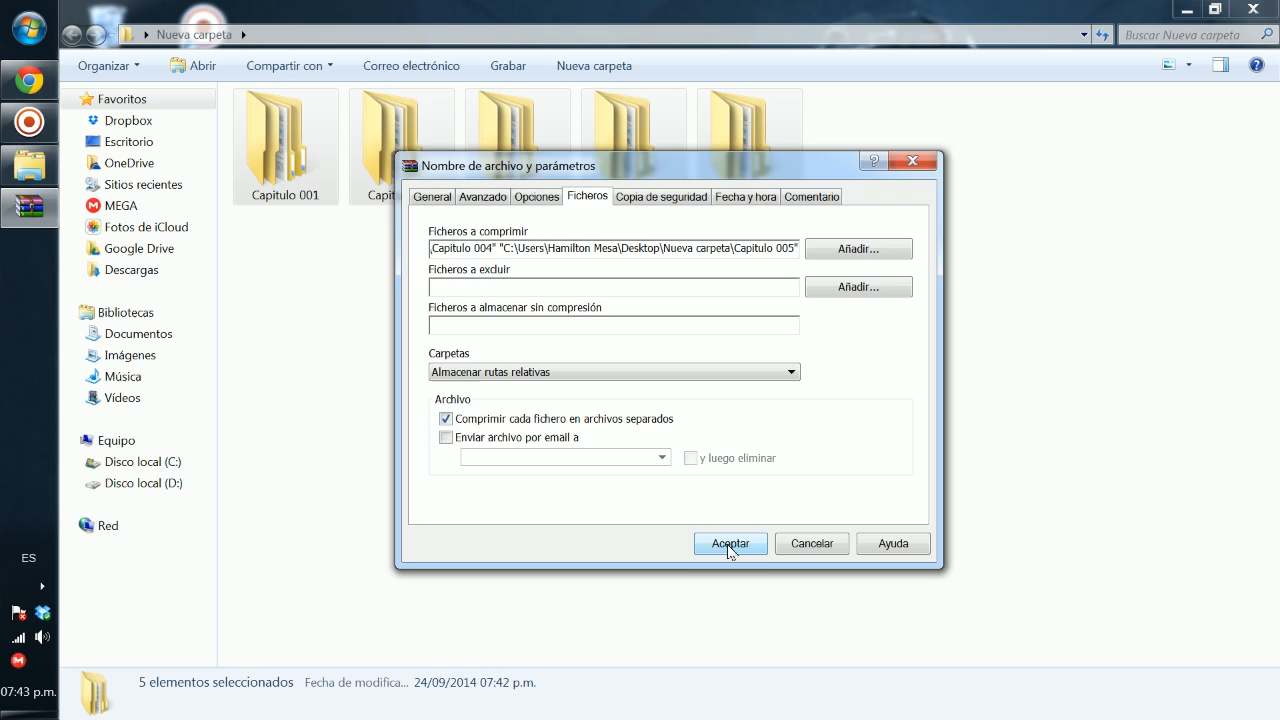 Nueva carpeta
Buscar Nueva carpeta
Organizar
Abrir
Compartir con
Correo electrónico
Grabar
Nueva carpeta
Favoritos
Dropbox
Escritorio
OneDrive
Sitios recientes
MEGA
Fotos de iCloud
Google Drive
Descargas
Bibliotecas
Documentos
Imágenes
Música
Vídeos
Equipo
Disco local (C:)
Disco local (D:)
Red
Capitulo 001
Nombre de archivo y parámetros
General
Avanzado
Opciones
Ficheros
Copia de seguridad
Fecha y hora
Comentario
Ficheros a comprimir
\Capitulo 004" "C:\Users\Hamilton Mesa\Desktop\Nueva carpeta\Capitulo 005"
Añadir...
Ficheros a excluir
Añadir...
Ficheros a almacenar sin compresión
Carpetas
Almacenar rutas relativas
Archivo
Comprimir cada fichero en archivos separados
Enviar archivo por email a
y luego eliminar
Aceptar
Cancelar
Ayuda
ES
07:43 p.m.
5 elementos seleccionados
Fecha de modifica... 24/09/2014 07:42 p.m.